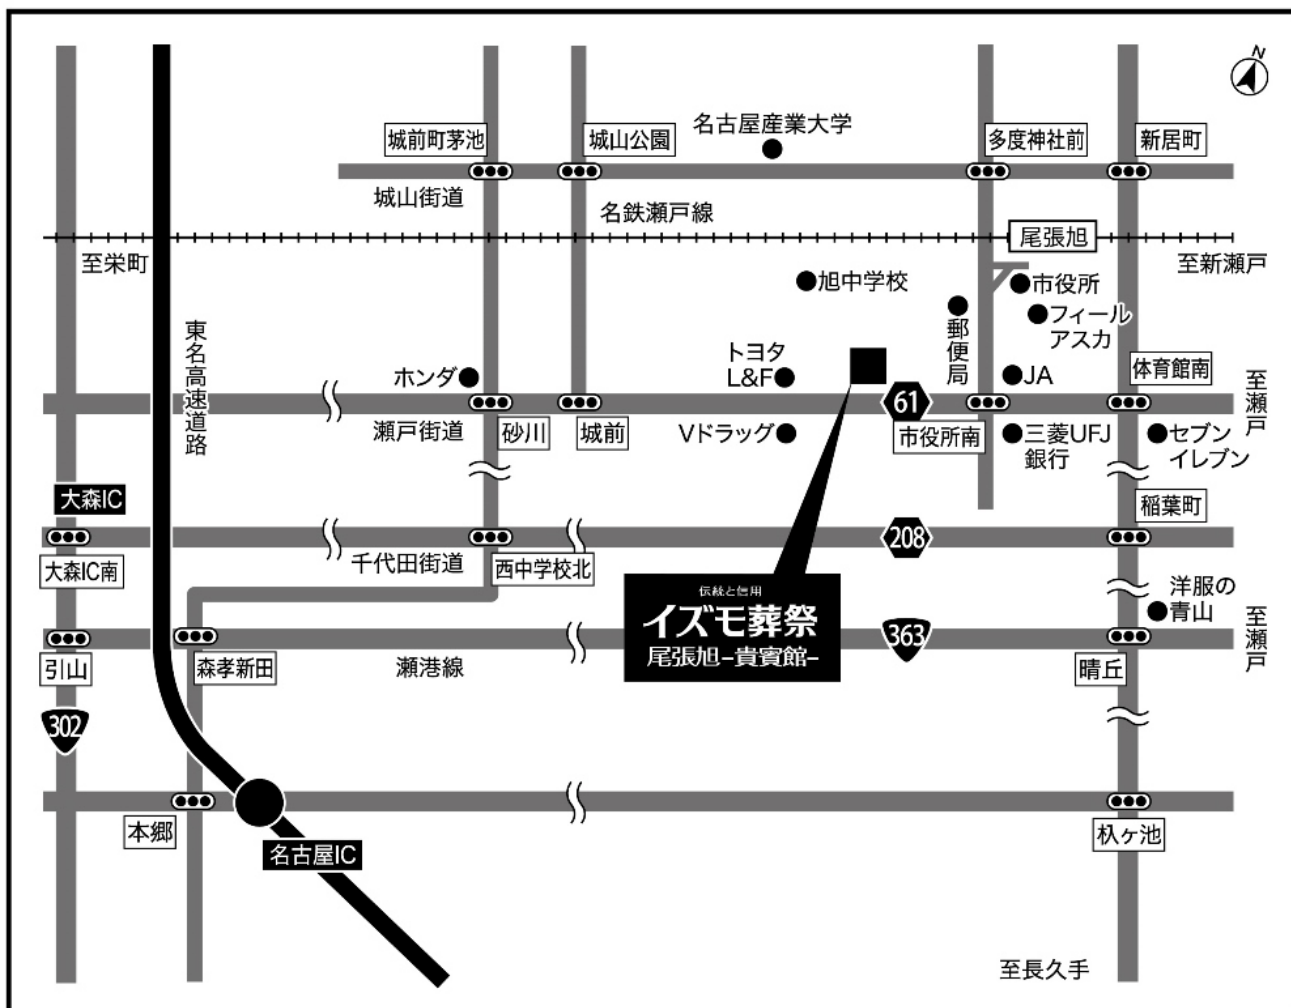 N
名古屋産業大学
城前町茅池
城山公園
多度神社前
新居町
城山街道
名鉄瀬戸線
尾張旭
至栄町
至新瀬戸
旭中学校
市役所
フィール
アスカ
郵便局
東名高速道路
トヨタ
L&F
ホンダ
JA
体育館南
至瀬戸
61
瀬戸街道
砂川
城前
Vドラッグ
市役所南
三菱UFJ
銀行
セブン
イレブン
大森IC
稲葉町
208
大森IC南
千代田街道
西中学校北
洋服の
青山
伝統と信用
イズモ葬祭
尾張旭-貴賓館-
至瀬戸
363
引山
森孝新田
瀬港線
晴丘
302
本郷
杁ヶ池
名古屋IC
至長久手